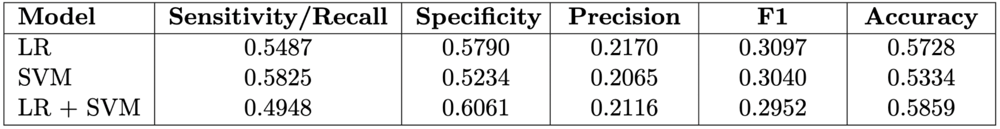 Model Sensitivity/Recall Specificity Precision F1 Accuracy
LR 0.5487 0.5790 0.2170 0.3097 0.5728
SVM 0.5825 0.5234 0.2065 0.3040 0.5334
LR + SVM 0.4948 0.6061 0.2116 0.2952 0.5859